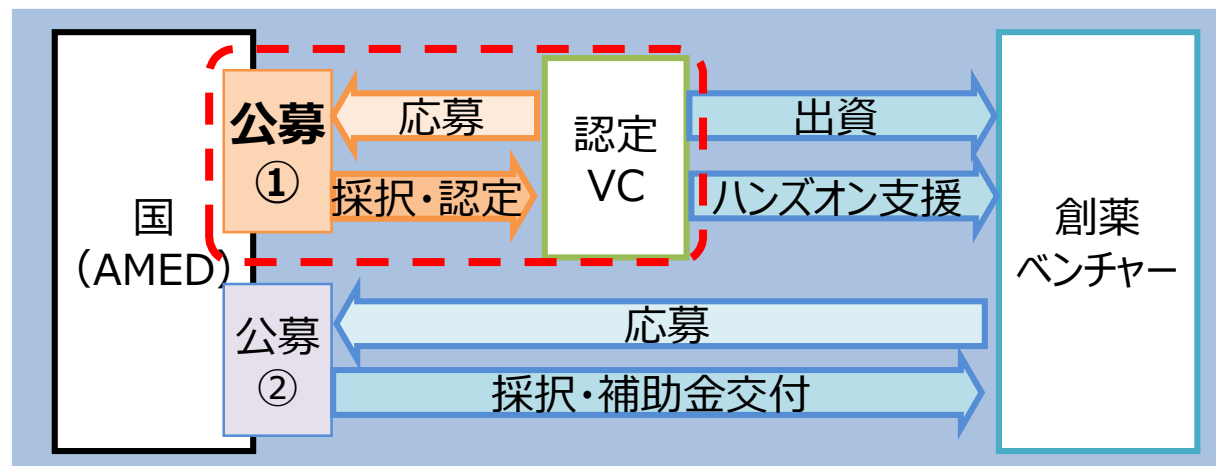 国
（AMED）
公募
①
応募
採択・認定
認定
VC
出資
ハンズオン支援
創薬
ベンチャー
公募
②
応募
採択・補助金交付